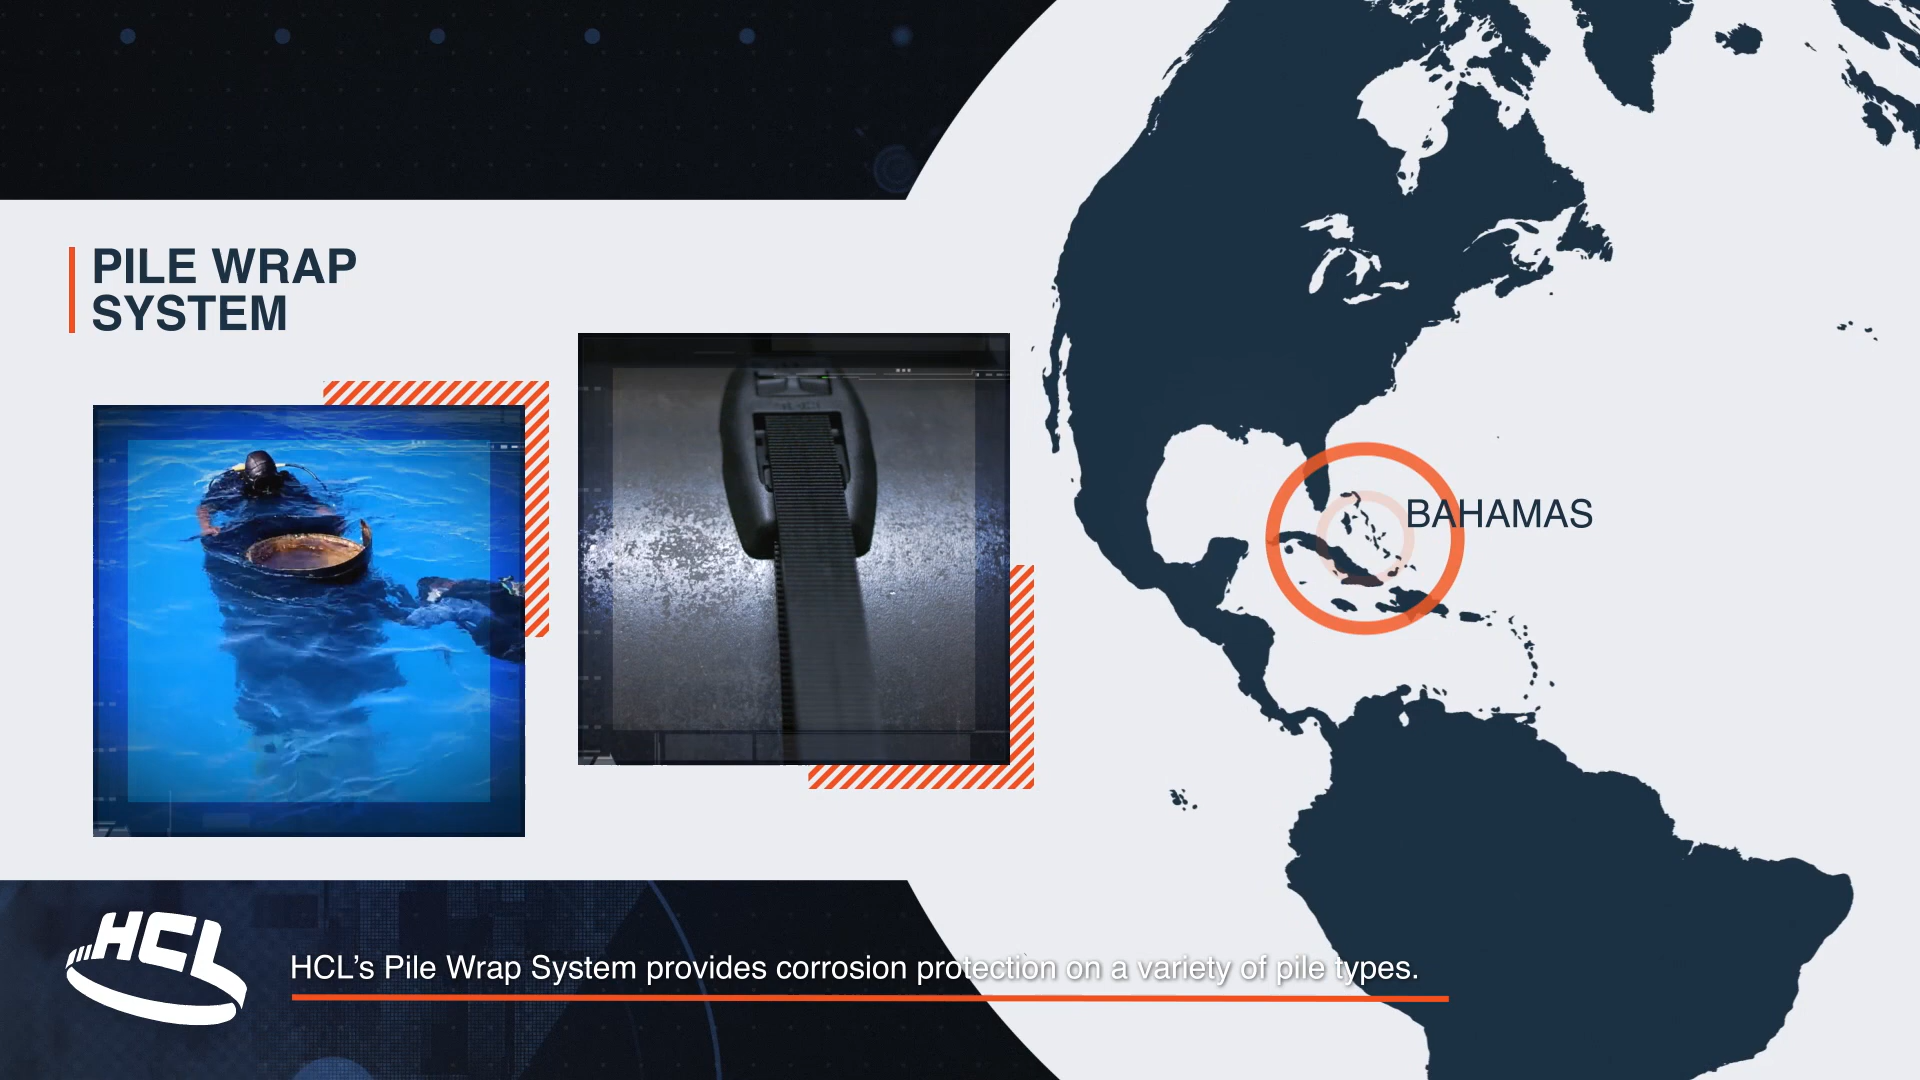 PILE WRAP
SYSTEM
BAHAMAS
HCL
HCL's Pile Wrap System provides corrosion protection on a variety of pile types.